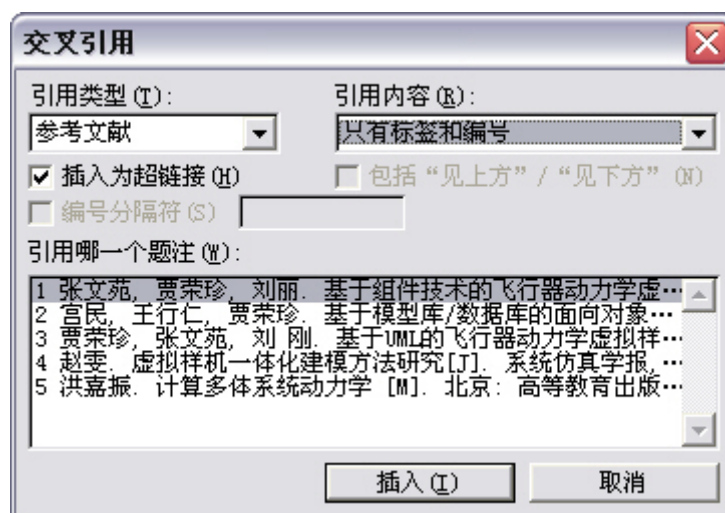 交叉引用
引用类型(T): 引用内容(R):
参考文献 只有标签和编号
插入为超链接(H) 包括“见上方”/“见下方”(N)
编号分隔符(S)
引用哪一个题注(W):
1 张文苑, 贾荣珍, 刘丽. 基于组件技术的飞行器动力学虚…
2 宫民, 王行仁, 贾荣珍. 基于模型库/数据库的面向对象…
3 贾荣珍, 张文苑, 刘 刚. 基于UML的飞行器动力学虚拟样…
4 赵雯. 虚拟样机一体化建模方法研究[J]. 系统仿真学报,…
5 洪嘉振. 计算多体系统动力学 [M]. 北京: 高等教育出版…
插入(I) 取消